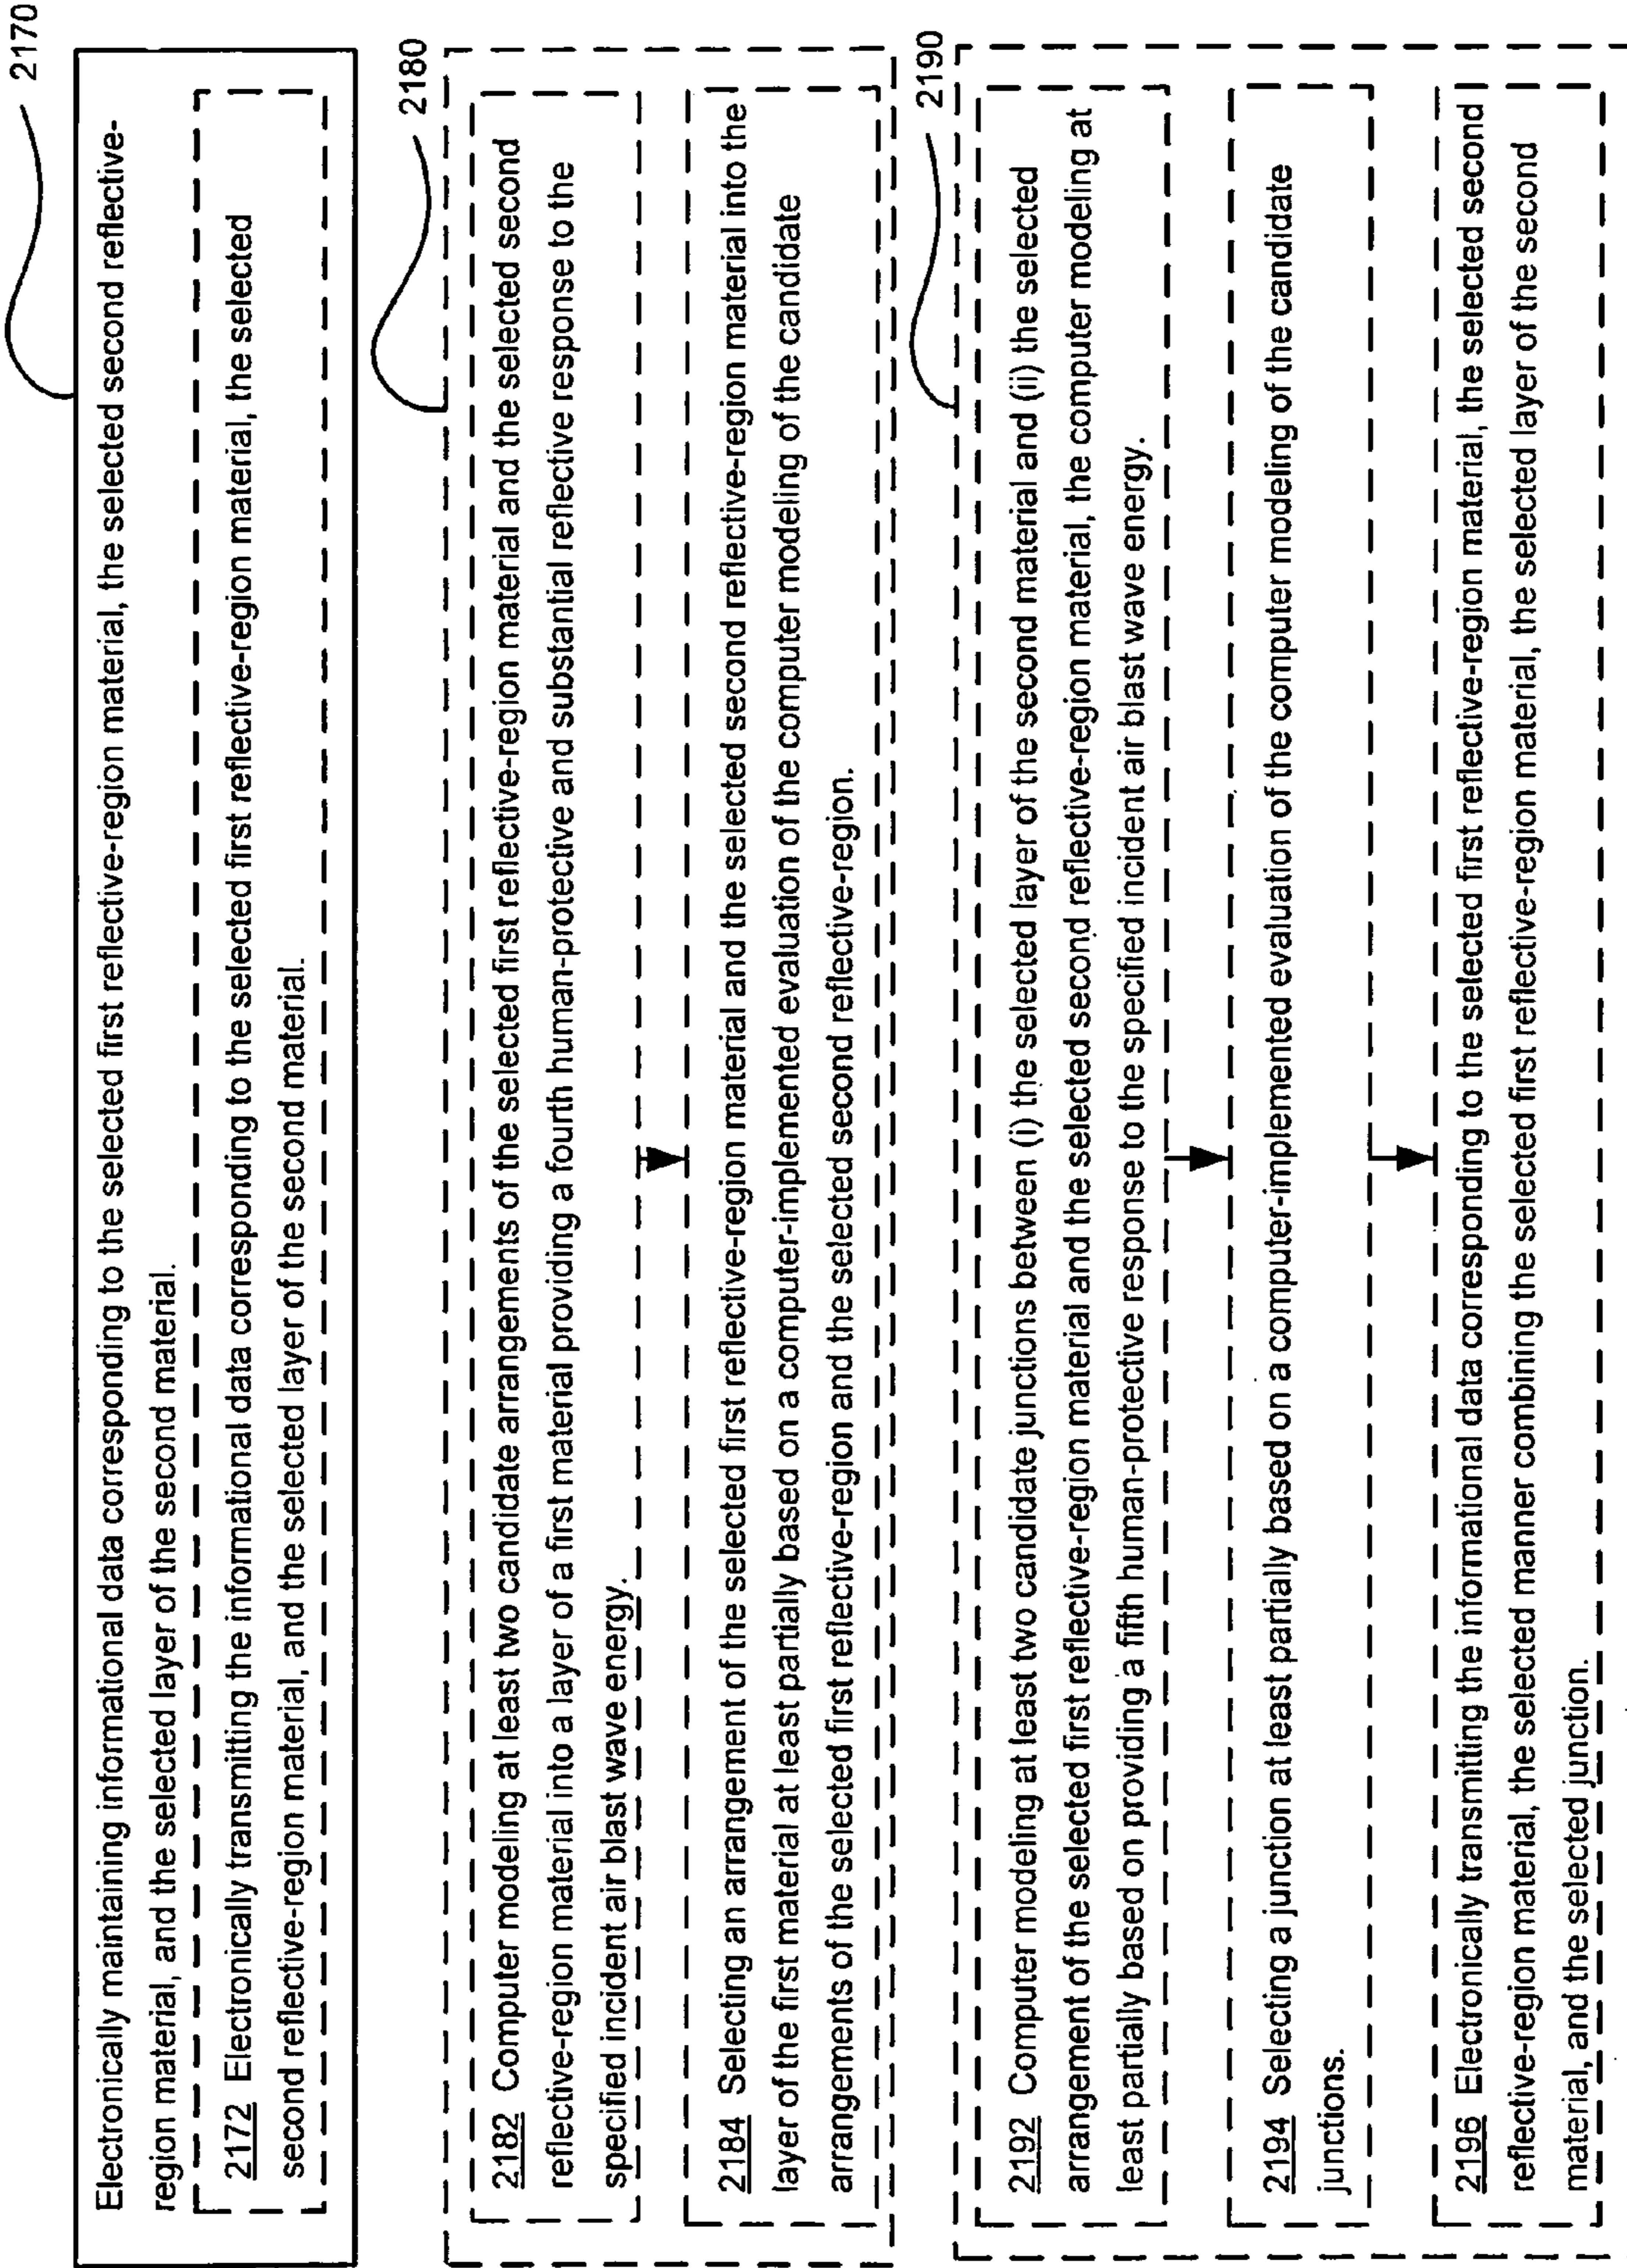 2170
Electronically maintaining informational data corresponding to the selected first reflective-region material, the selected second reflective-
region material, and the selected layer of the second material.
2172 Electronically transmitting the informational data corresponding to the selected first reflective-region material, the selected
second reflective-region material, and the selected layer of the second material.
2180
2182 Computer modeling at least two candidate arrangements of the selected first reflective-region material and the selected second
reflective-region material into a layer of a first material providing a fourth human-protective and substantial reflective response to the
specified incident air blast wave energy.
2184 Selecting an arrangement of the selected first reflective-region material and the selected second reflective-region material into the
layer of the first material at least partially based on a computer-implemented evaluation of the computer modeling of the candidate
arrangements of the selected first reflective-region and the selected second reflective-region.
2190
2192 Computer modeling at least two candidate junctions between (i) the selected layer of the second material and (ii) the selected
arrangement of the selected first reflective-region material and the selected second reflective-region material, the computer modeling at
least partially based on providing a fifth human-protective response to the specified incident air blast wave energy.
2194 Selecting a junction at least partially based on a computer-implemented evaluation of the computer modeling of the candidate
junctions.
2196 Electronically transmitting the informational data corresponding to the selected first reflective-region material, the selected second
reflective-region material, the selected manner combining the selected first reflective-region material, the selected layer of the second
material, and the selected junction.